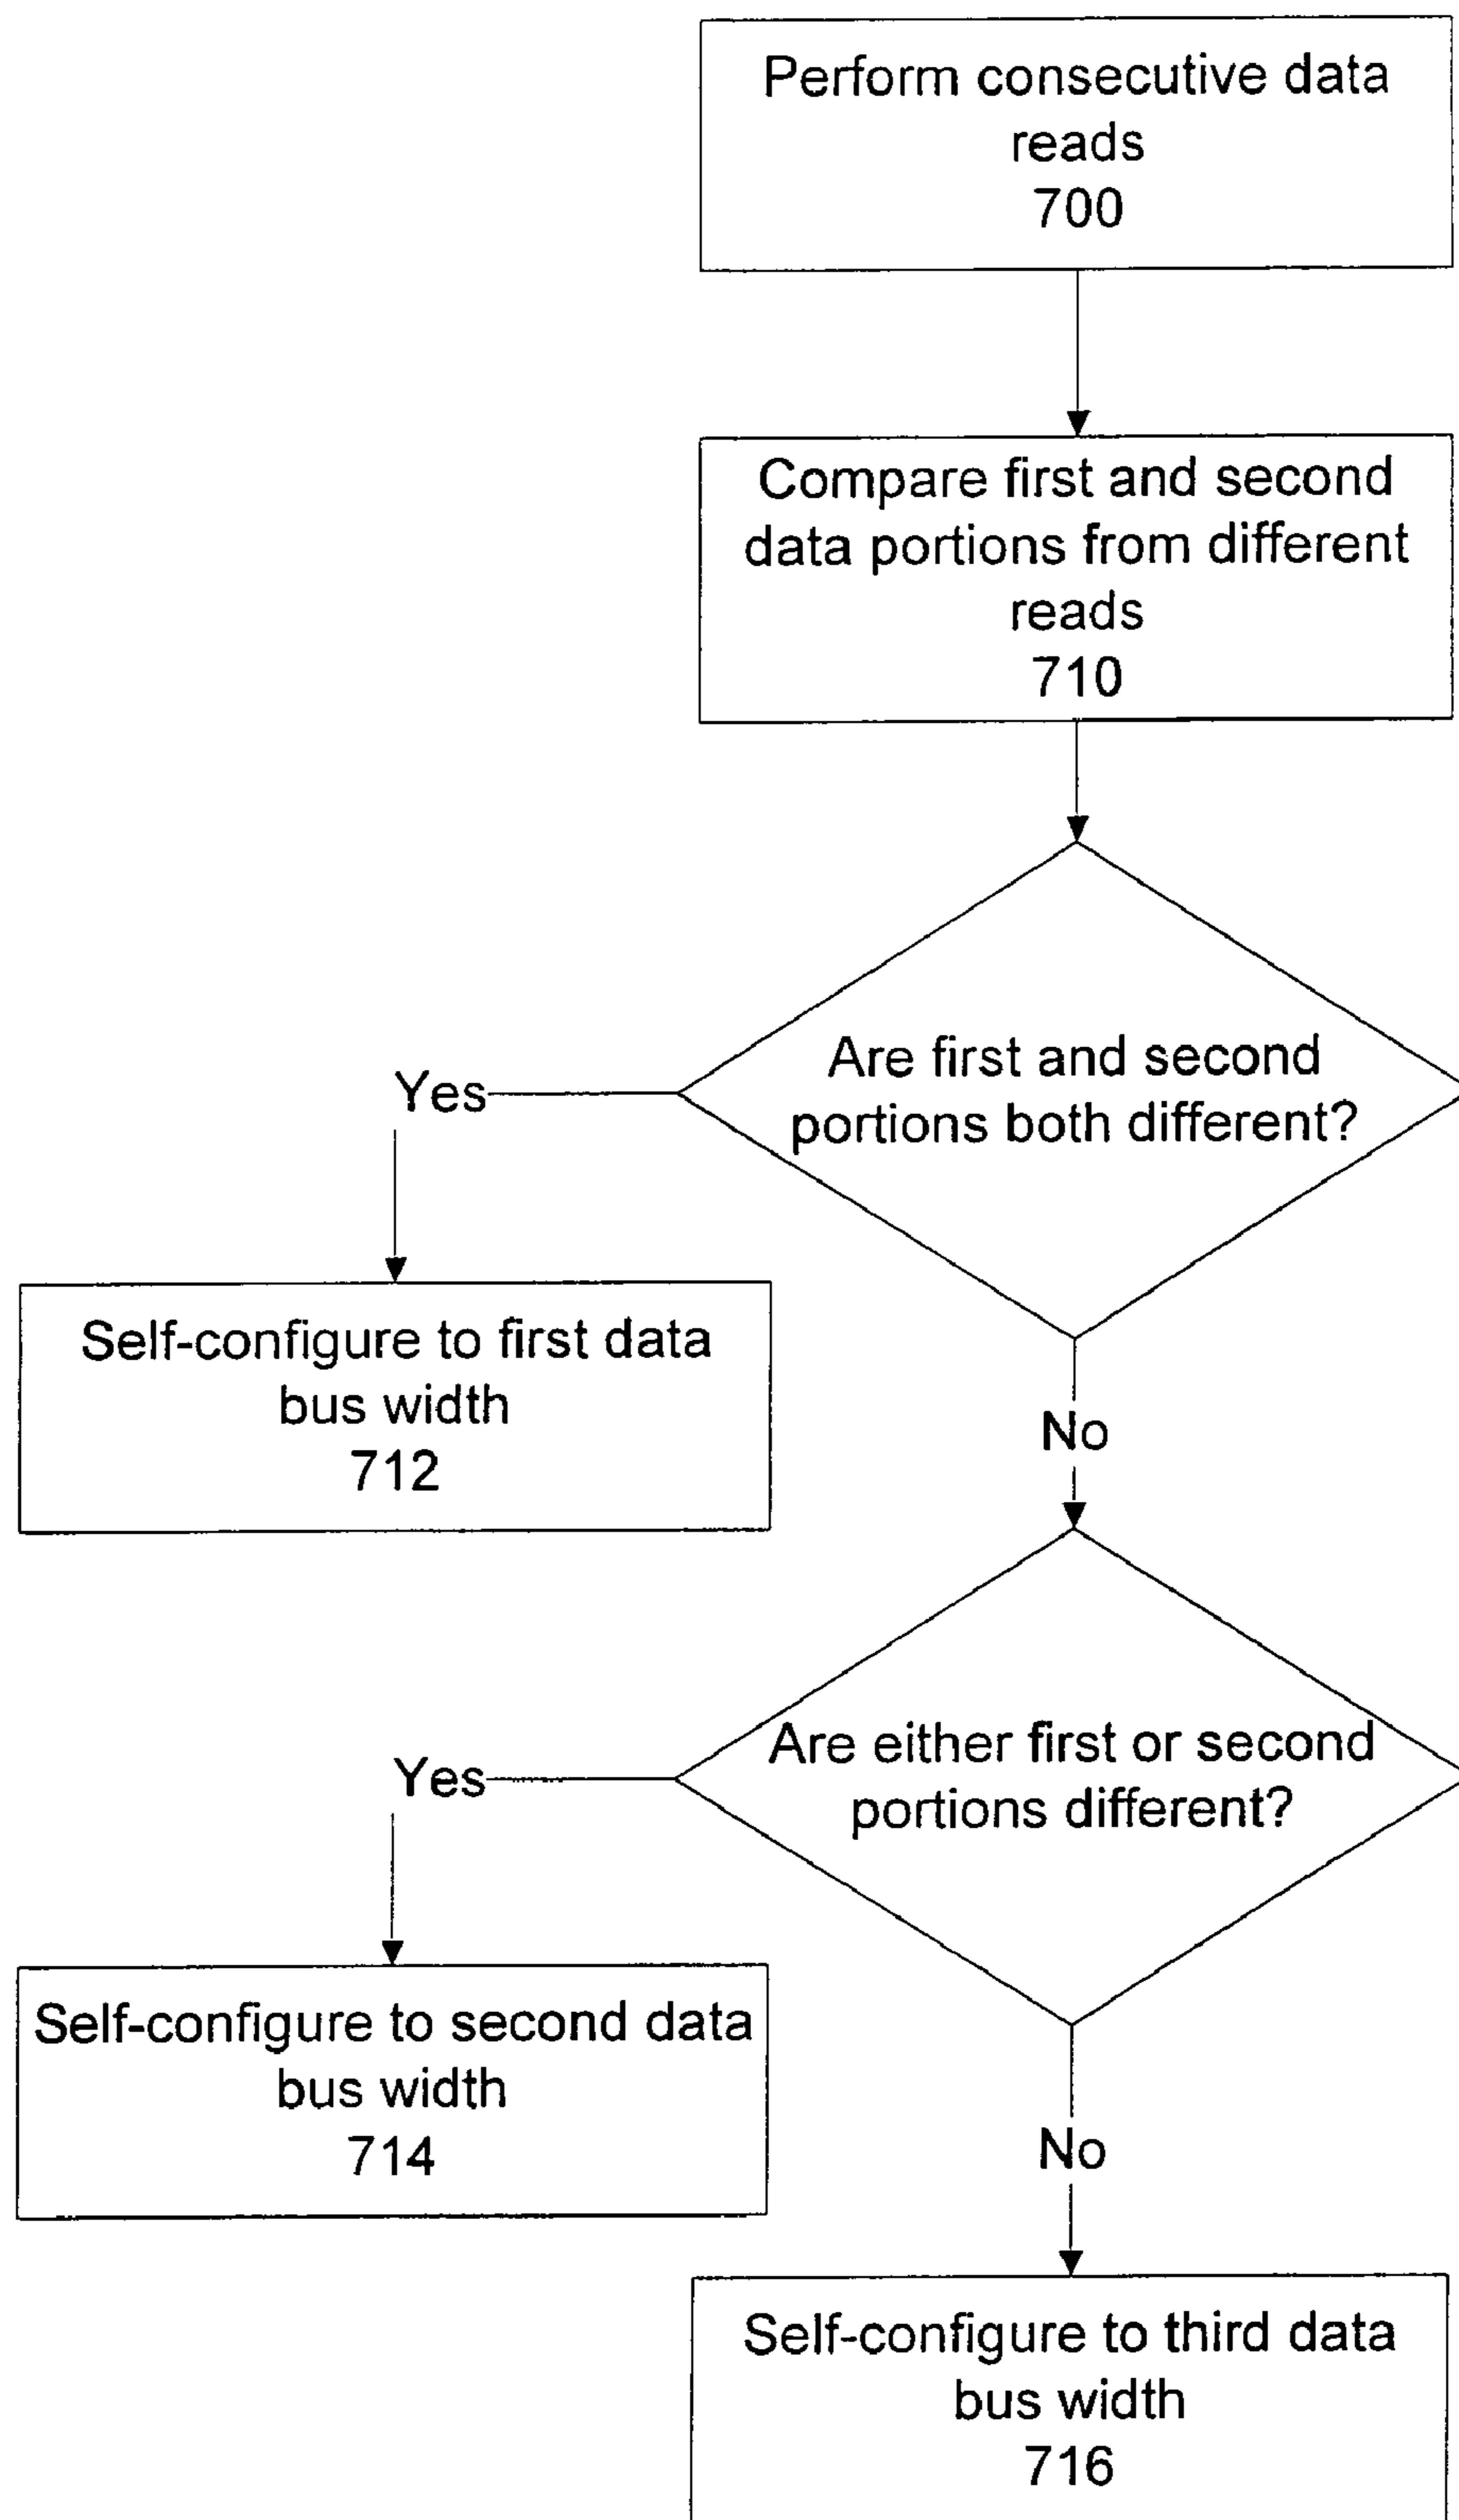 Perform consecutive data
reads
700
Compare first and second
data portions from different
reads
710
Are first and second
portions both different?
Yes
Self-configure to first data
bus width
712
No
Are either first or second
portions different?
Yes
Self-configure to second data
bus width
714
No
Self-configure to third data
bus width
716